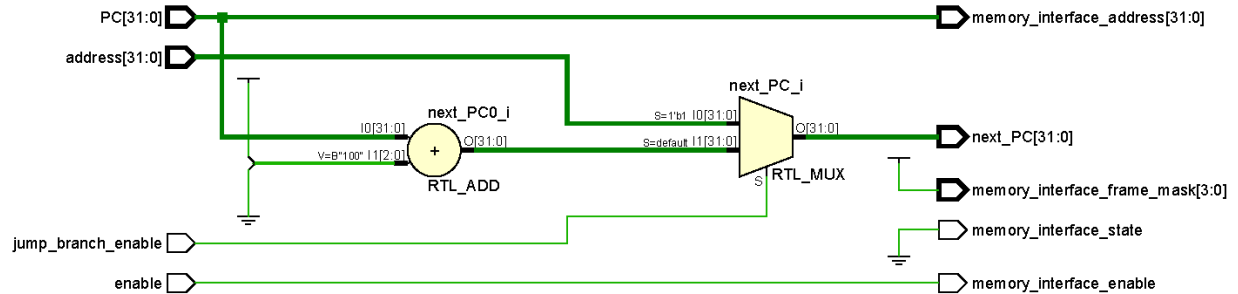 PC[31:0]
memory_interface_address[31:0]
address[31:0]
next_PC_i
next_PC0_i
S=1'b1 I0[31:0]
I0[31:0]
O[31:0]
O[31:0]
next_PC[31:0]
+
S=default I1[31:0]
V=B"100" I1[2:0]
RTL_ADD
S
RTL_MUX
memory_interface_frame_mask[3:0]
jump_branch_enable
memory_interface_state
enable
memory_interface_enable